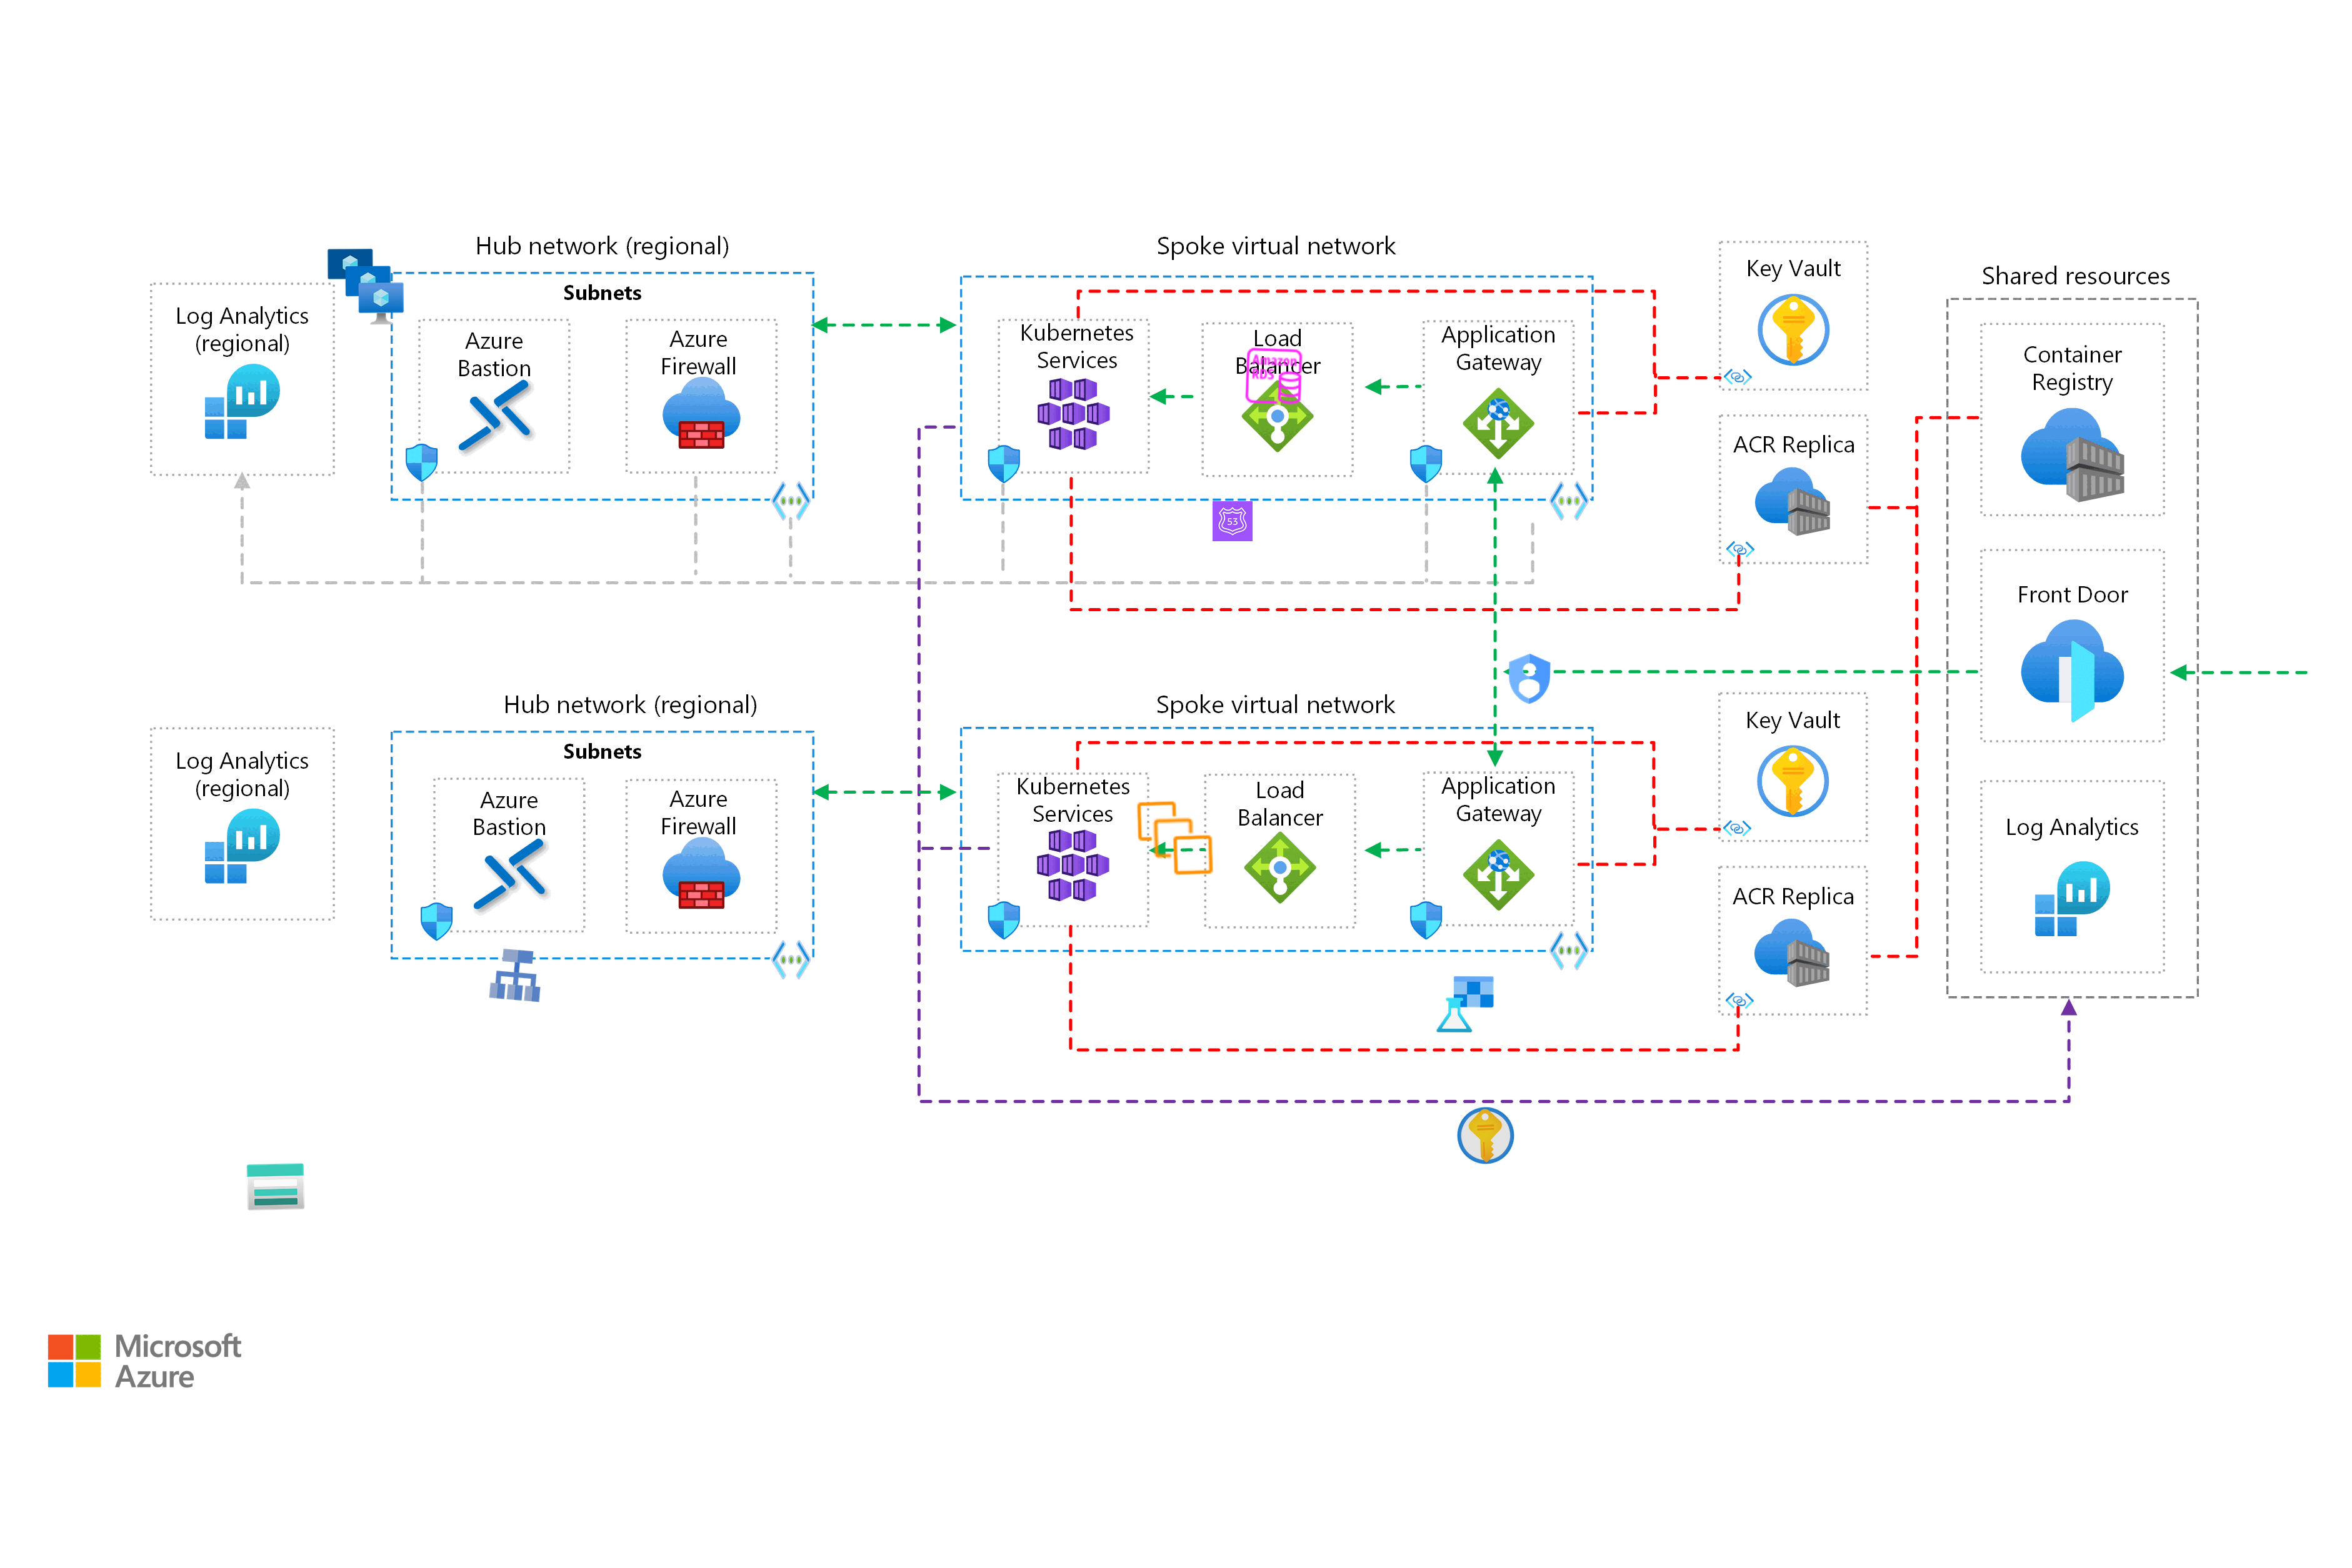 Hub network (regional)
Spoke virtual network
Key Vault
Shared resources
Log Analytics
(regional)
Subnets
Azure
Bastion
Azure
Firewall
Kubernetes
Services
Load
Balancer
Amazon
RDS
Application
Gateway
Container
Registry
ACR Replica
53
Front Door
Hub network (regional)
Spoke virtual network
Key Vault
Log Analytics
(regional)
Subnets
Azure
Bastion
Azure
Firewall
Kubernetes
Services
Load
Balancer
Application
Gateway
Log Analytics
ACR Replica
Microsoft
Azure